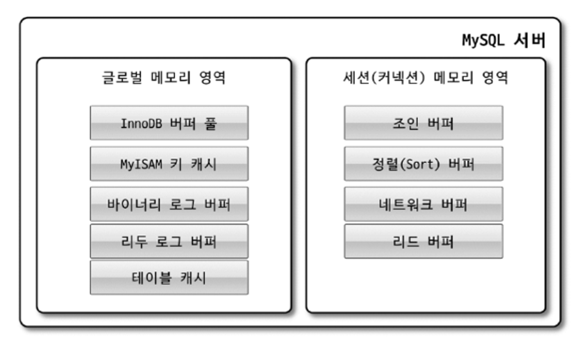 MySQL 서버
글로벌 메모리 영역
InnoDB 버퍼 풀
MyISAM 키 캐시
바이너리 로그 버퍼
리두 로그 버퍼
테이블 캐시
세션(커넥션) 메모리 영역
조인 버퍼
정렬(Sort) 버퍼
네트워크 버퍼
리드 버퍼